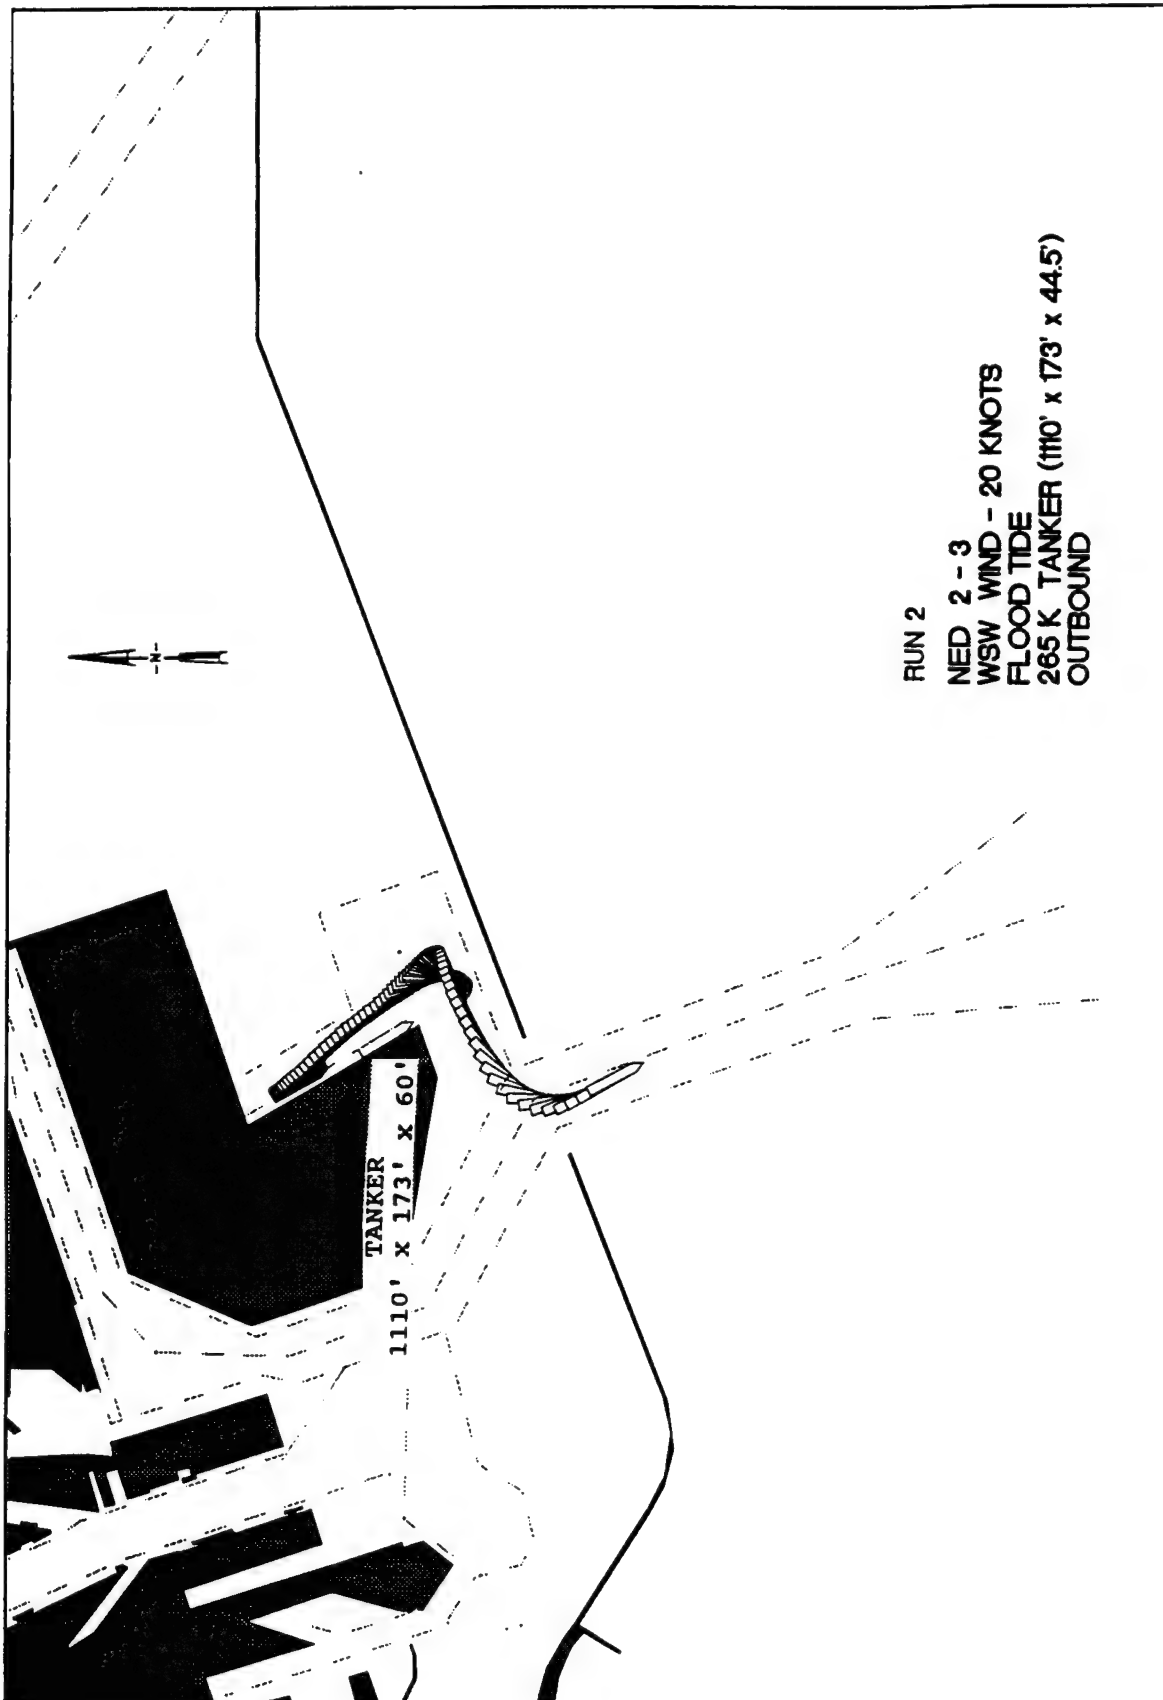 -N-
TANKER
1110' x 173' x 60'
RUN 2
NED 2 - 3
WSW WIND - 20 KNOTS
FLOOD TIDE
265 K TANKER (1110' x 173' x 44.5')
OUTBOUND